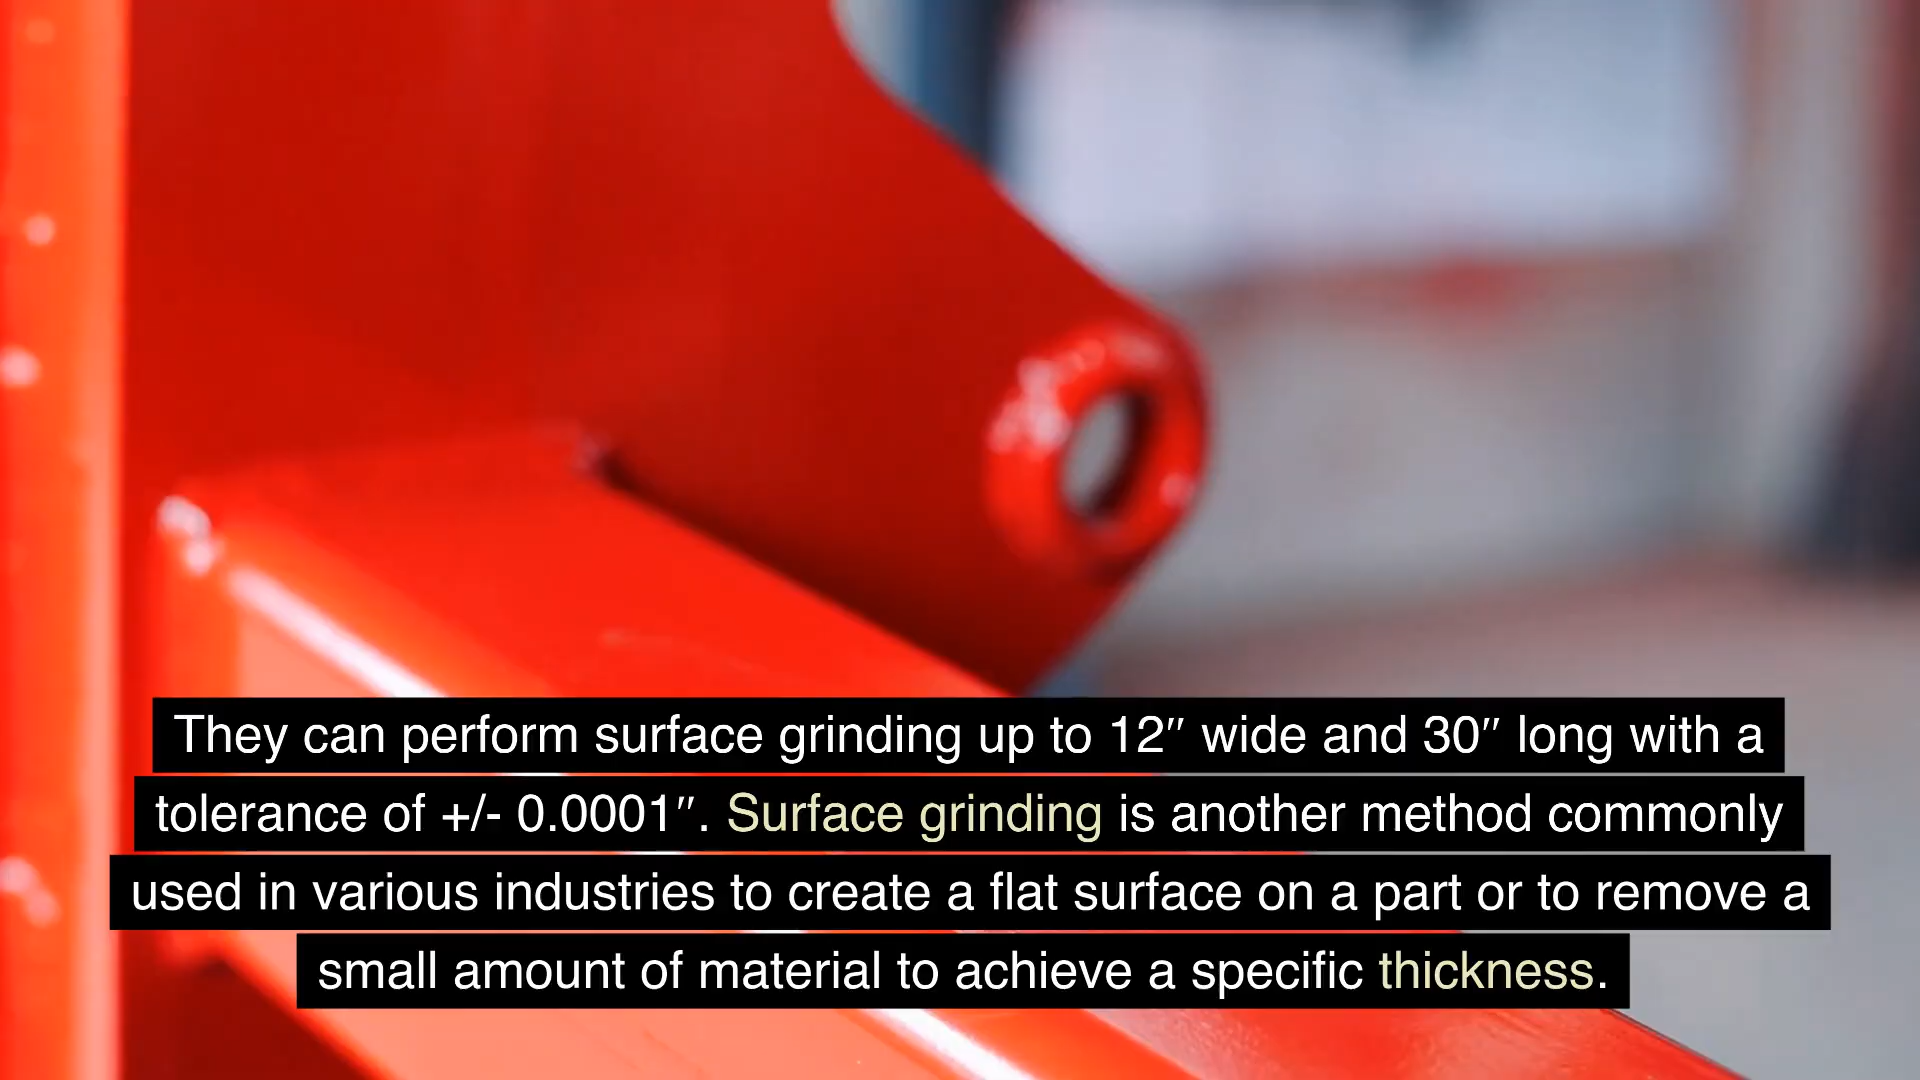 They can perform surface grinding up to 12″ wide and 30″ long with a
tolerance of +/- 0.0001″. Surface grinding is another method commonly
used in various industries to create a flat surface on a part or to remove a
small amount of material to achieve a specific thickness.